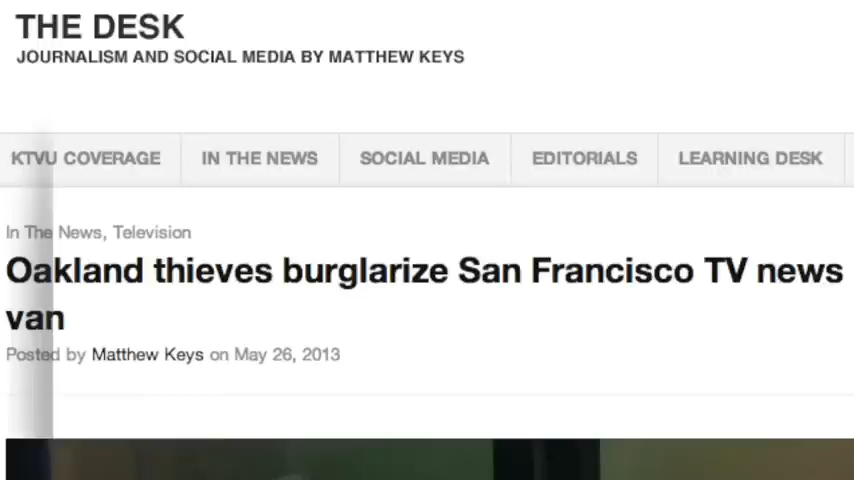 THE DESK
JOURNALISM AND SOCIAL MEDIA BY MATTHEW KEYS
KTVU COVERAGE IN THE NEWS SOCIAL MEDIA EDITORIALS LEARNING DESK
In The News, Television
Oakland thieves burglarize San Francisco TV news
van
Posted by Matthew Keys on May 26, 2013